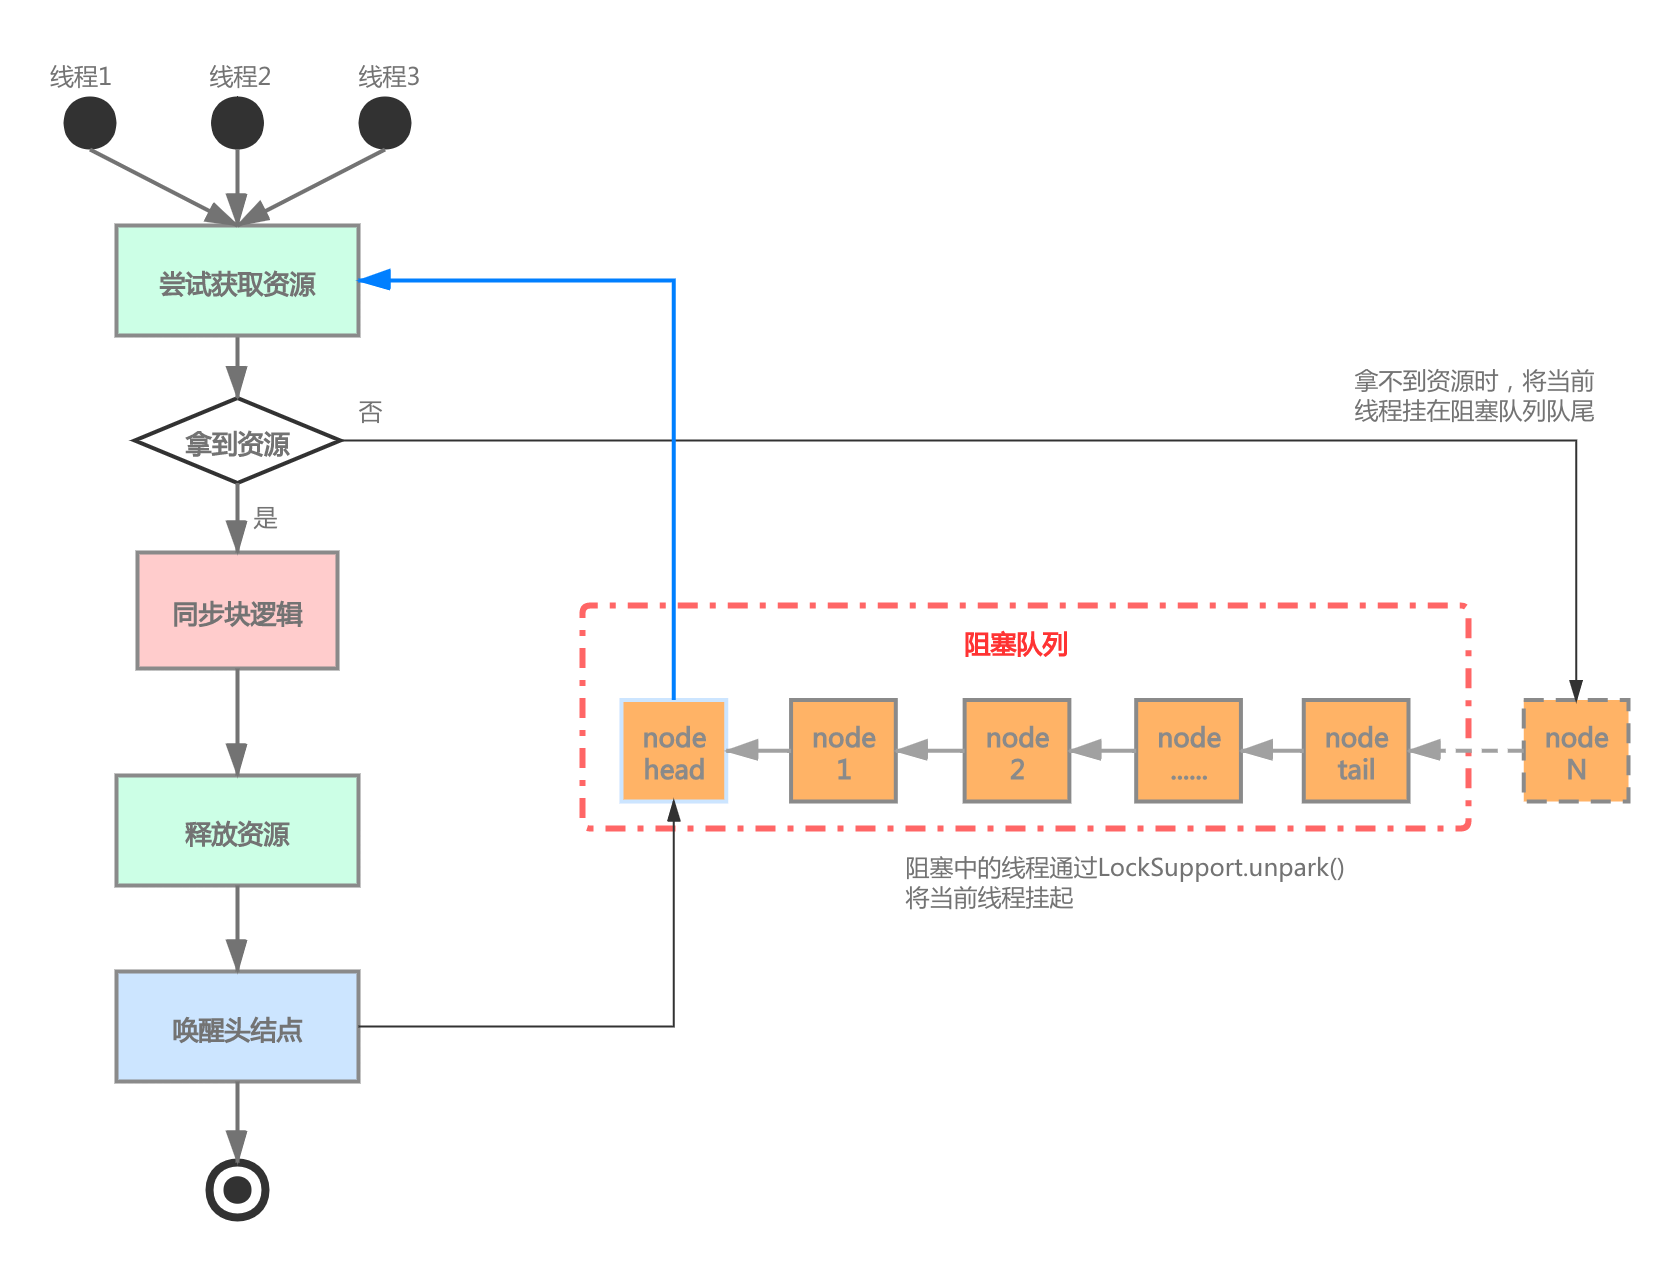 线程1
线程2
线程3
尝试获取资源
拿到资源
否
拿不到资源时，将当前
线程挂在阻塞队列队尾
是
同步块逻辑
阻塞队列
node
head
node
1
node
2
node
......
node
tail
node
N
释放资源
阻塞中的线程通过LockSupport.unpark()
将当前线程挂起
唤醒头结点